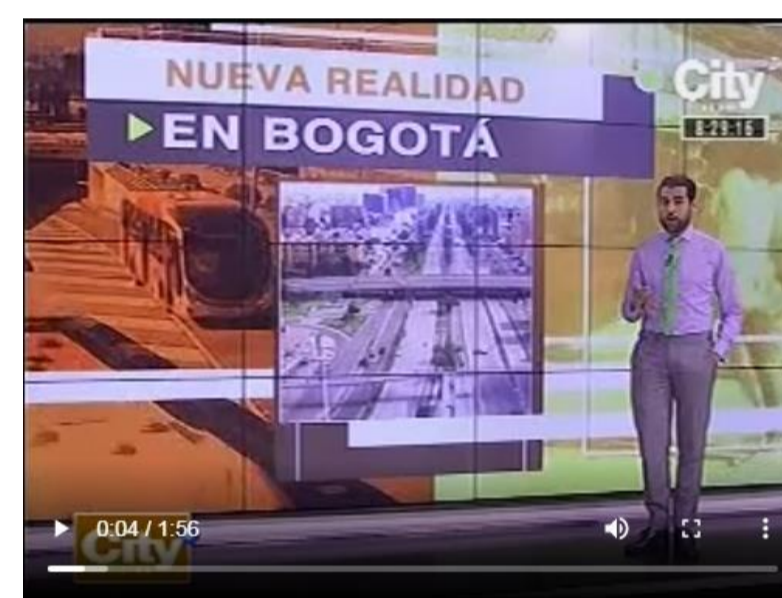 NUEVA REALIDAD
EN BOGOTÁ
City
8:29:16
0:04 / 1:56
City